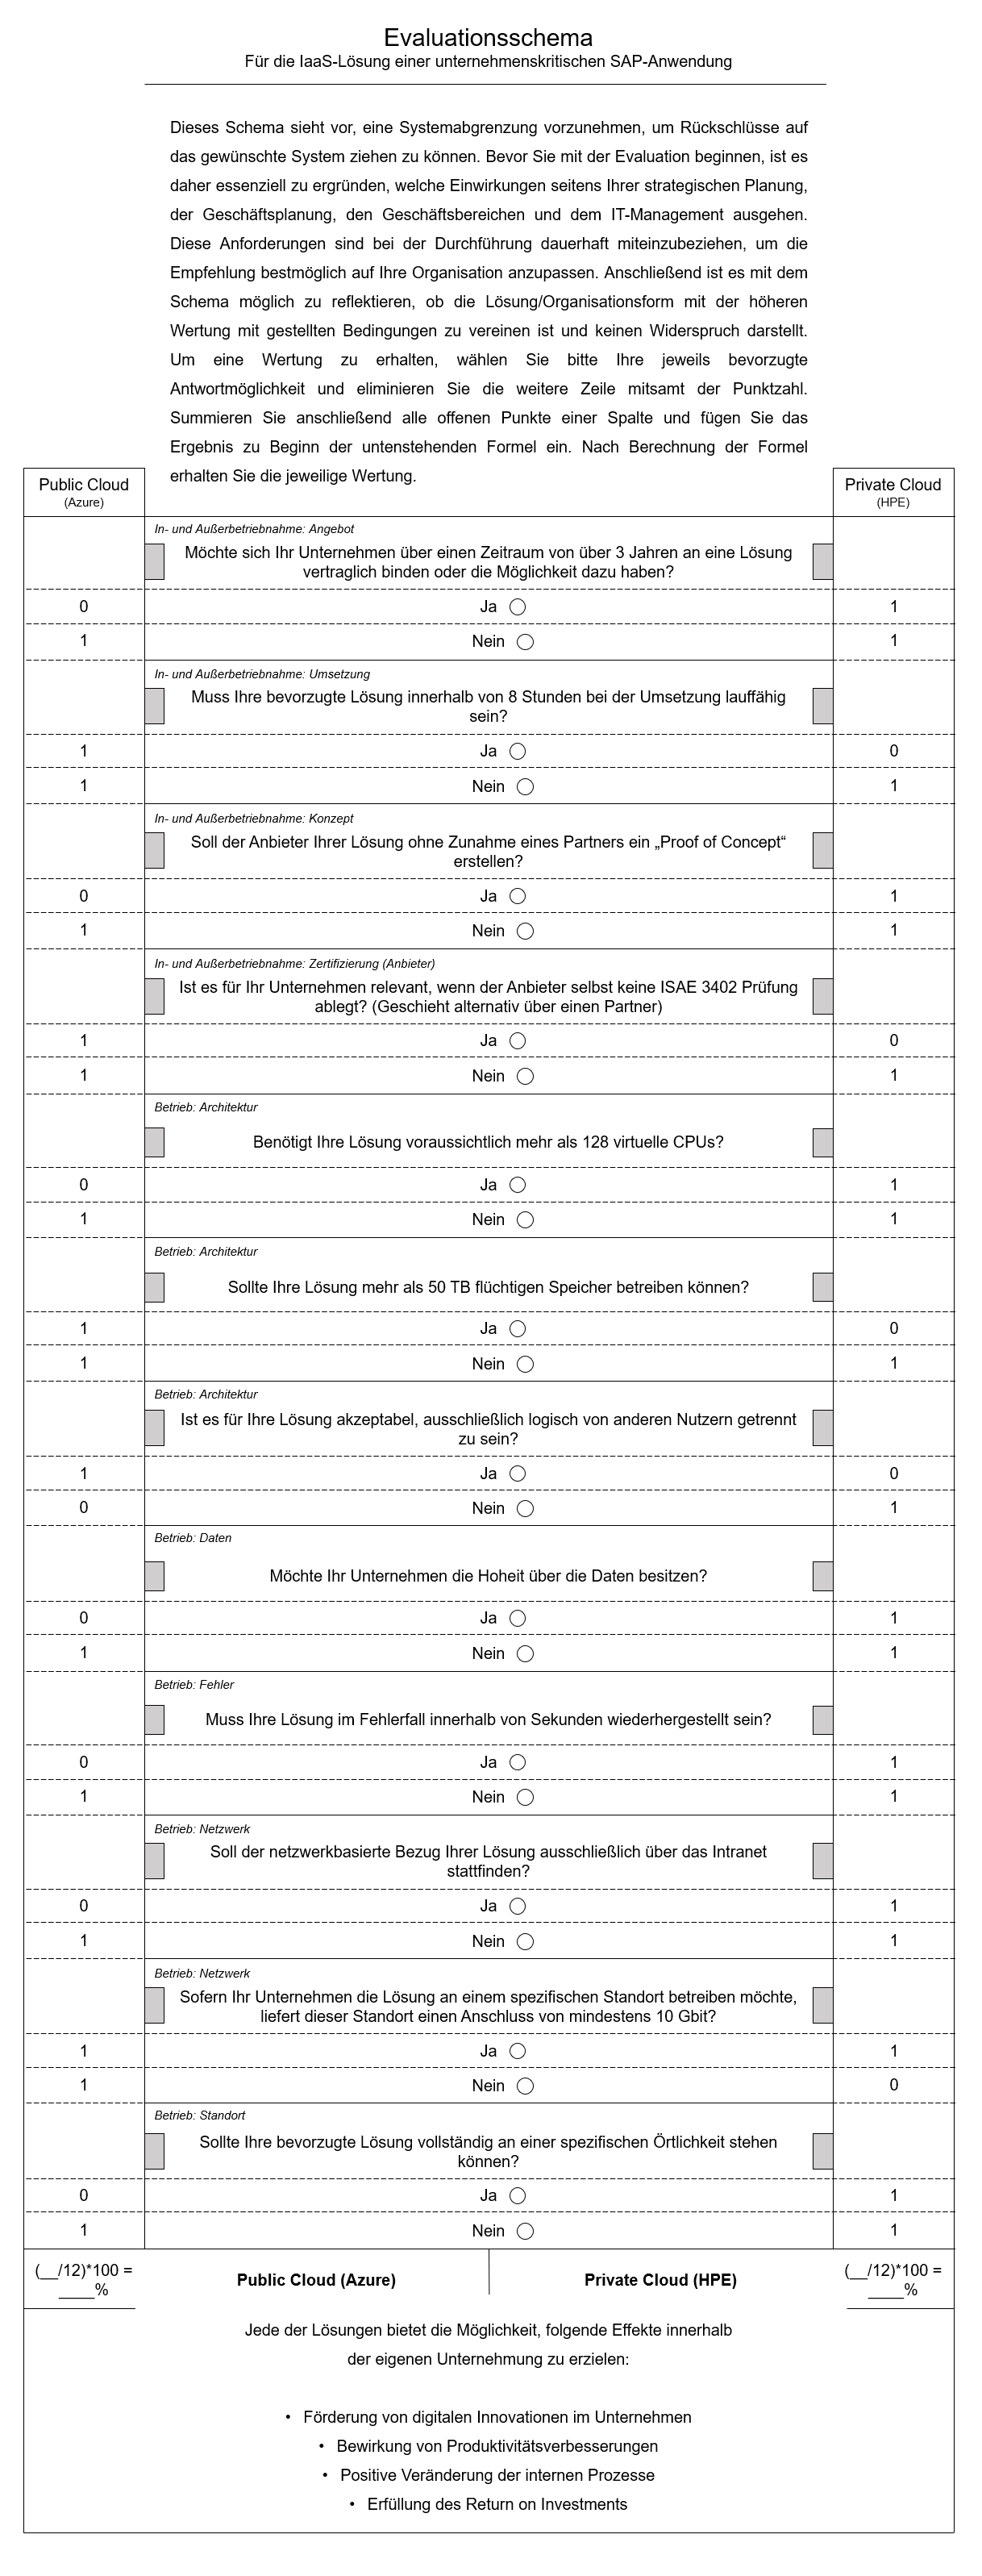 Evaluationsschema
Für die IaaS-Lösung einer unternehmenskritischen SAP-Anwendung
Dieses Schema sieht vor, eine Systemabgrenzung vorzunehmen, um Rückschlüsse auf
das gewünschte System ziehen zu können. Bevor Sie mit der Evaluation beginnen, ist es
daher essenziell zu ergründen, welche Einwirkungen seitens Ihrer strategischen Planung,
der Geschäftsplanung, den Geschäftsbereichen und dem IT-Management ausgehen.
Diese Anforderungen sind bei der Durchführung dauerhaft miteinzubeziehen, um die
Empfehlung bestmöglich auf Ihre Organisation anzupassen. Anschließend ist es mit dem
Schema möglich zu reflektieren, ob die Lösung/Organisationsform mit der höheren
Wertung mit gestellten Bedingungen zu vereinen ist und keinen Widerspruch darstellt.
Um eine Wertung zu erhalten, wählen Sie bitte Ihre jeweils bevorzugte
Antwortmöglichkeit und eliminieren Sie die weitere Zeile mitsamt der Punktzahl.
Summieren Sie anschließend alle offenen Punkte einer Spalte und fügen Sie das
Ergebnis zu Beginn der untenstehenden Formel ein. Nach Berechnung der Formel
erhalten Sie die jeweilige Wertung.
Public Cloud
(Azure)
Private Cloud
(HPE)
In- und Außerbetriebnahme: Angebot
Möchte sich Ihr Unternehmen über einen Zeitraum von über 3 Jahren an eine Lösung
vertraglich binden oder die Möglichkeit dazu haben?
0 Ja 1
1 Nein 1
In- und Außerbetriebnahme: Umsetzung
Muss Ihre bevorzugte Lösung innerhalb von 8 Stunden bei der Umsetzung lauffähig
sein?
1 Ja 0
1 Nein 1
In- und Außerbetriebnahme: Konzept
Soll der Anbieter Ihrer Lösung ohne Zunahme eines Partners ein „Proof of Concept“
erstellen?
0 Ja 1
1 Nein 1
In- und Außerbetriebnahme: Zertifizierung (Anbieter)
Ist es für Ihr Unternehmen relevant, wenn der Anbieter selbst keine ISAE 3402 Prüfung
ablegt? (Geschieht alternativ über einen Partner)
1 Ja 0
1 Nein 1
Betrieb: Architektur
Benötigt Ihre Lösung voraussichtlich mehr als 128 virtuelle CPUs?
0 Ja 1
1 Nein 1
Betrieb: Architektur
Sollte Ihre Lösung mehr als 50 TB flüchtigen Speicher betreiben können?
1 Ja 0
1 Nein 1
Betrieb: Architektur
Ist es für Ihre Lösung akzeptabel, ausschließlich logisch von anderen Nutzern getrennt
zu sein?
1 Ja 0
0 Nein 1
Betrieb: Daten
Möchte Ihr Unternehmen die Hoheit über die Daten besitzen?
0 Ja 1
1 Nein 1
Betrieb: Fehler
Muss Ihre Lösung im Fehlerfall innerhalb von Sekunden wiederhergestellt sein?
0 Ja 1
1 Nein 1
Betrieb: Netzwerk
Soll der netzwerkbasierte Bezug Ihrer Lösung ausschließlich über das Intranet
stattfinden?
0 Ja 1
1 Nein 1
Betrieb: Netzwerk
Sofern Ihr Unternehmen die Lösung an einem spezifischen Standort betreiben möchte,
liefert dieser Standort einen Anschluss von mindestens 10 Gbit?
1 Ja 1
1 Nein 0
Betrieb: Standort
Sollte Ihre bevorzugte Lösung vollständig an einer spezifischen Örtlichkeit stehen
können?
0 Ja 1
1 Nein 1
(__/12)*100 =
____%
Public Cloud (Azure)
Private Cloud (HPE)
(__/12)*100 =
____%
Jede der Lösungen bietet die Möglichkeit, folgende Effekte innerhalb
der eigenen Unternehmung zu erzielen:
• Förderung von digitalen Innovationen im Unternehmen
• Bewirkung von Produktivitätsverbesserungen
• Positive Veränderung der internen Prozesse
• Erfüllung des Return on Investments